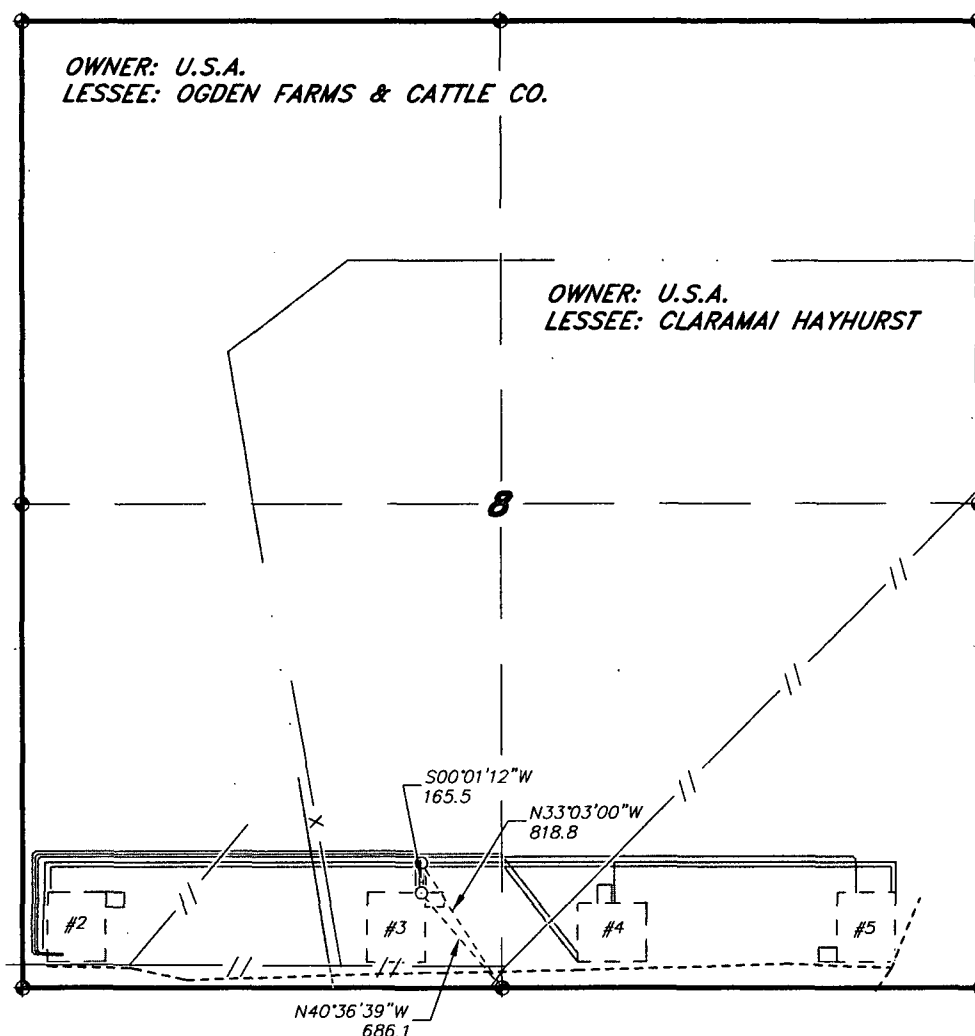 OWNER: U.S.A.
LESSEE: OGDEN FARMS & CATTLE CO.
OWNER: U.S.A.
LESSEE: CLARAMAI HAYHURST
8
S00°01'12"W
165.5
N33°03'00"W
818.8
#2
#3
#4
#5
N40°36'39"W
686.1